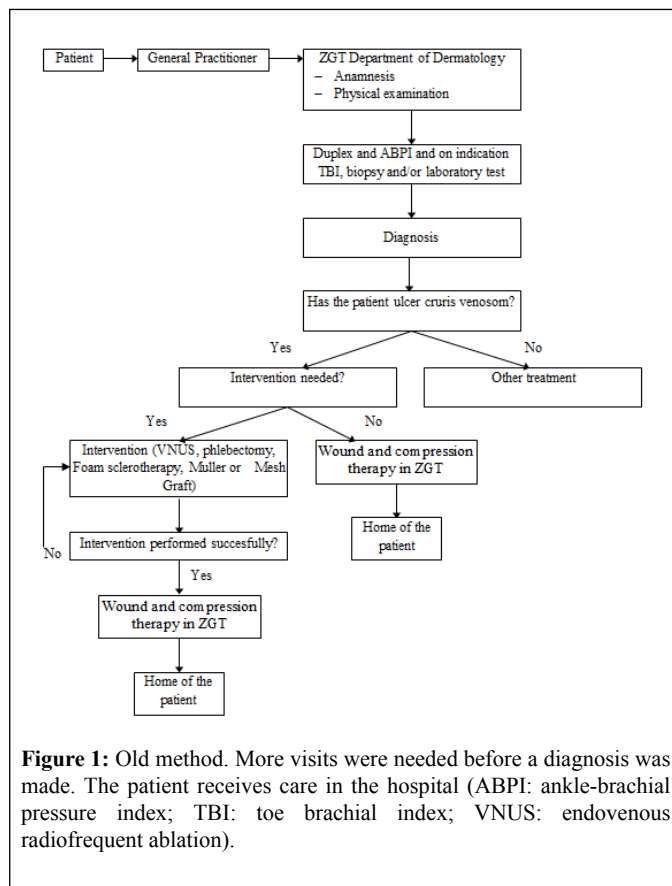 Patient
General Practitioner
ZGT Department of Dermatology
– Anamnesis
– Physical examination
Duplex and ABPI and on indication
TBI, biopsy and/or laboratory test
Diagnosis
Has the patient ulcer cruris venosom?
Yes
No
Intervention needed?
Other treatment
Yes
No
Intervention (VNUS, phlebectomy,
Foam sclerotherapy, Muller or Mesh
Graft)
Wound and compression
therapy in ZGT
Home of the
patient
No
Intervention performed succesfully?
Yes
Wound and compression
therapy in ZGT
Home of the
patient
Figure 1: Old method. More visits were needed before a diagnosis was
made. The patient receives care in the hospital (ABPI: ankle-brachial
pressure index; TBI: toe brachial index; VNUS: endovenous
radiofrequent ablation).